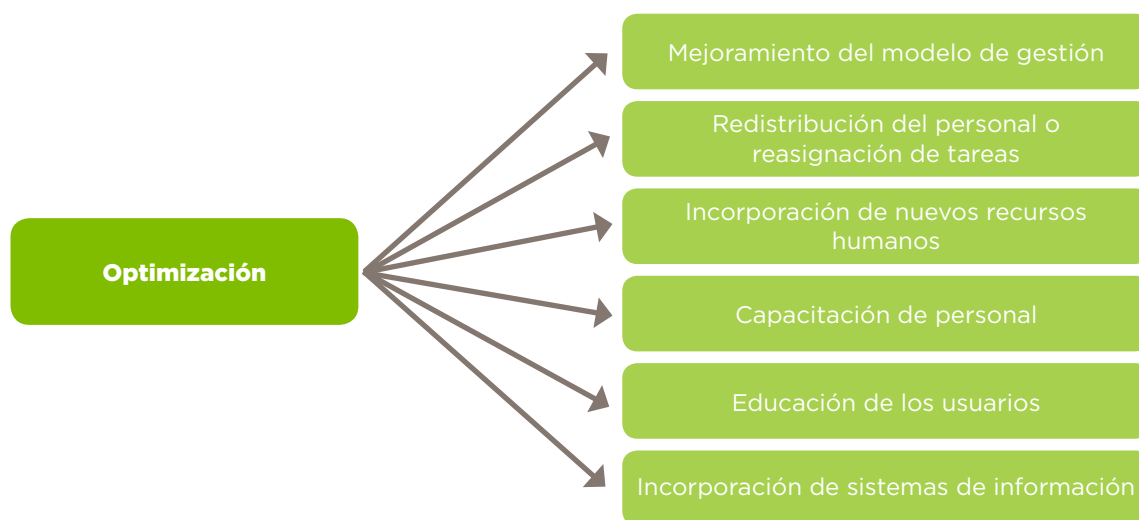 Mejoramiento del modelo de gestión
Redistribución del personal o
reasignación de tareas
Incorporación de nuevos recursos
humanos
Optimización
Capacitación de personal
Educación de los usuarios
Incorporación de sistemas de información